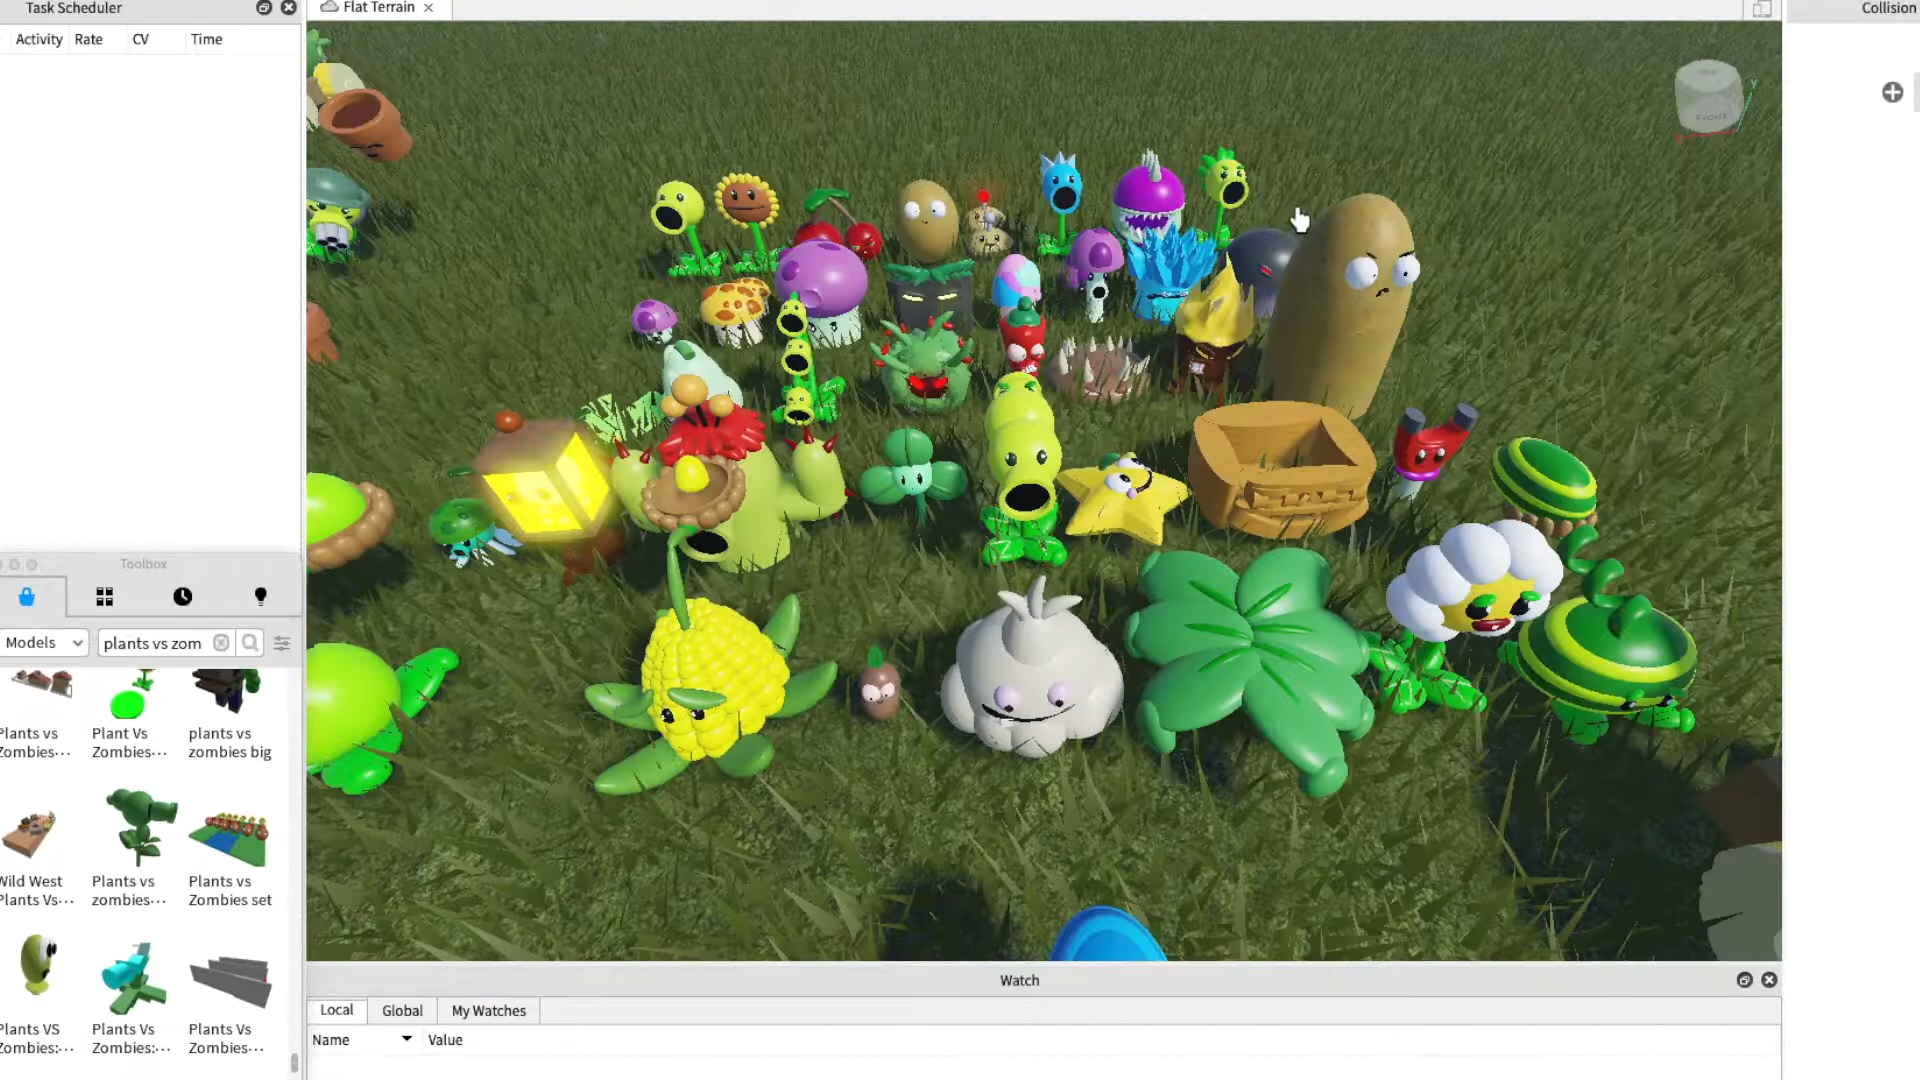 Task Scheduler
Flat Terrain
Collision
Activity Rate CV Time
Toolbox
Models
plants vs zom
Plants vs
Zombies···
Plant Vs
Zombies···
plants vs
zombies big
Wild West
Plants Vs···
Plants vs
zombies···
Plants vs
Zombies set
Plants VS
Zombies:···
Plants Vs
Zombies:···
Plants Vs
Zombies···
Watch
Local Global My Watches
Name Value